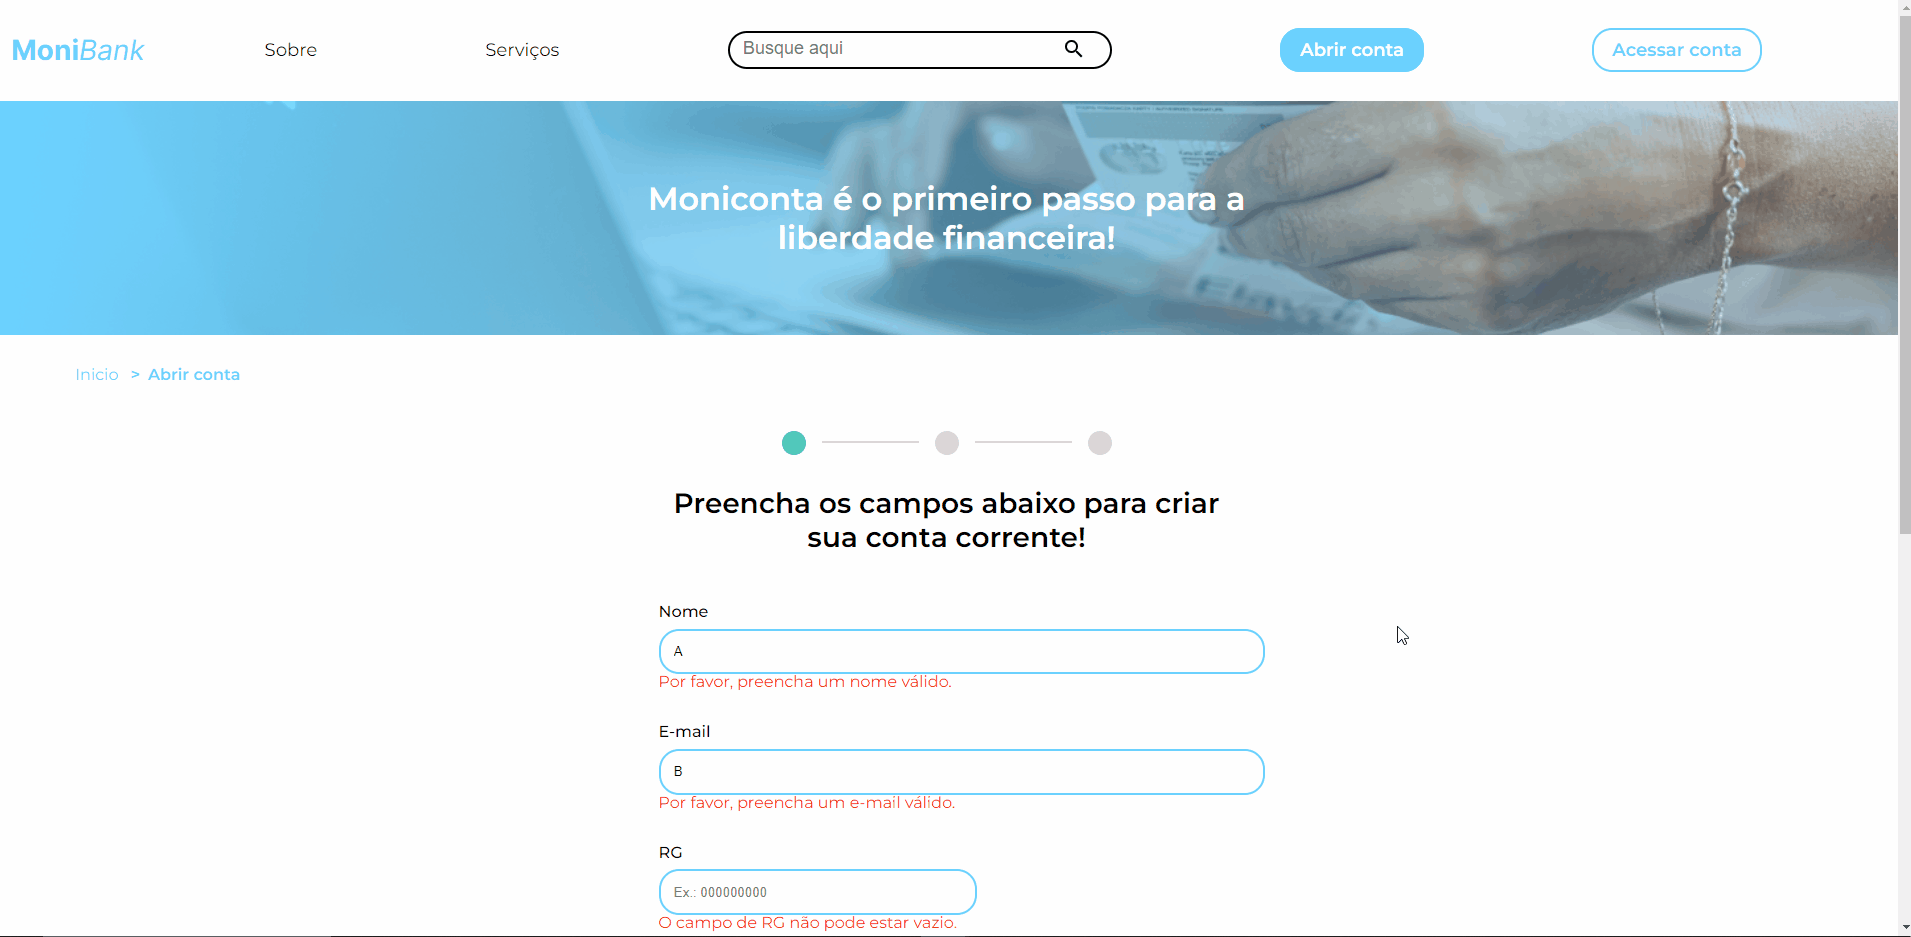 MoniBank
Sobre
Serviços
Busque aqui
Abrir conta
Acessar conta
Moniconta é o primeiro passo para a
liberdade financeira!
Inicio > Abrir conta
Preencha os campos abaixo para criar
sua conta corrente!
Nome
A
Por favor, preencha um nome válido.
E-mail
B
Por favor, preencha um e-mail válido.
RG
Ex.: 000000000
O campo de RG não pode estar vazio.